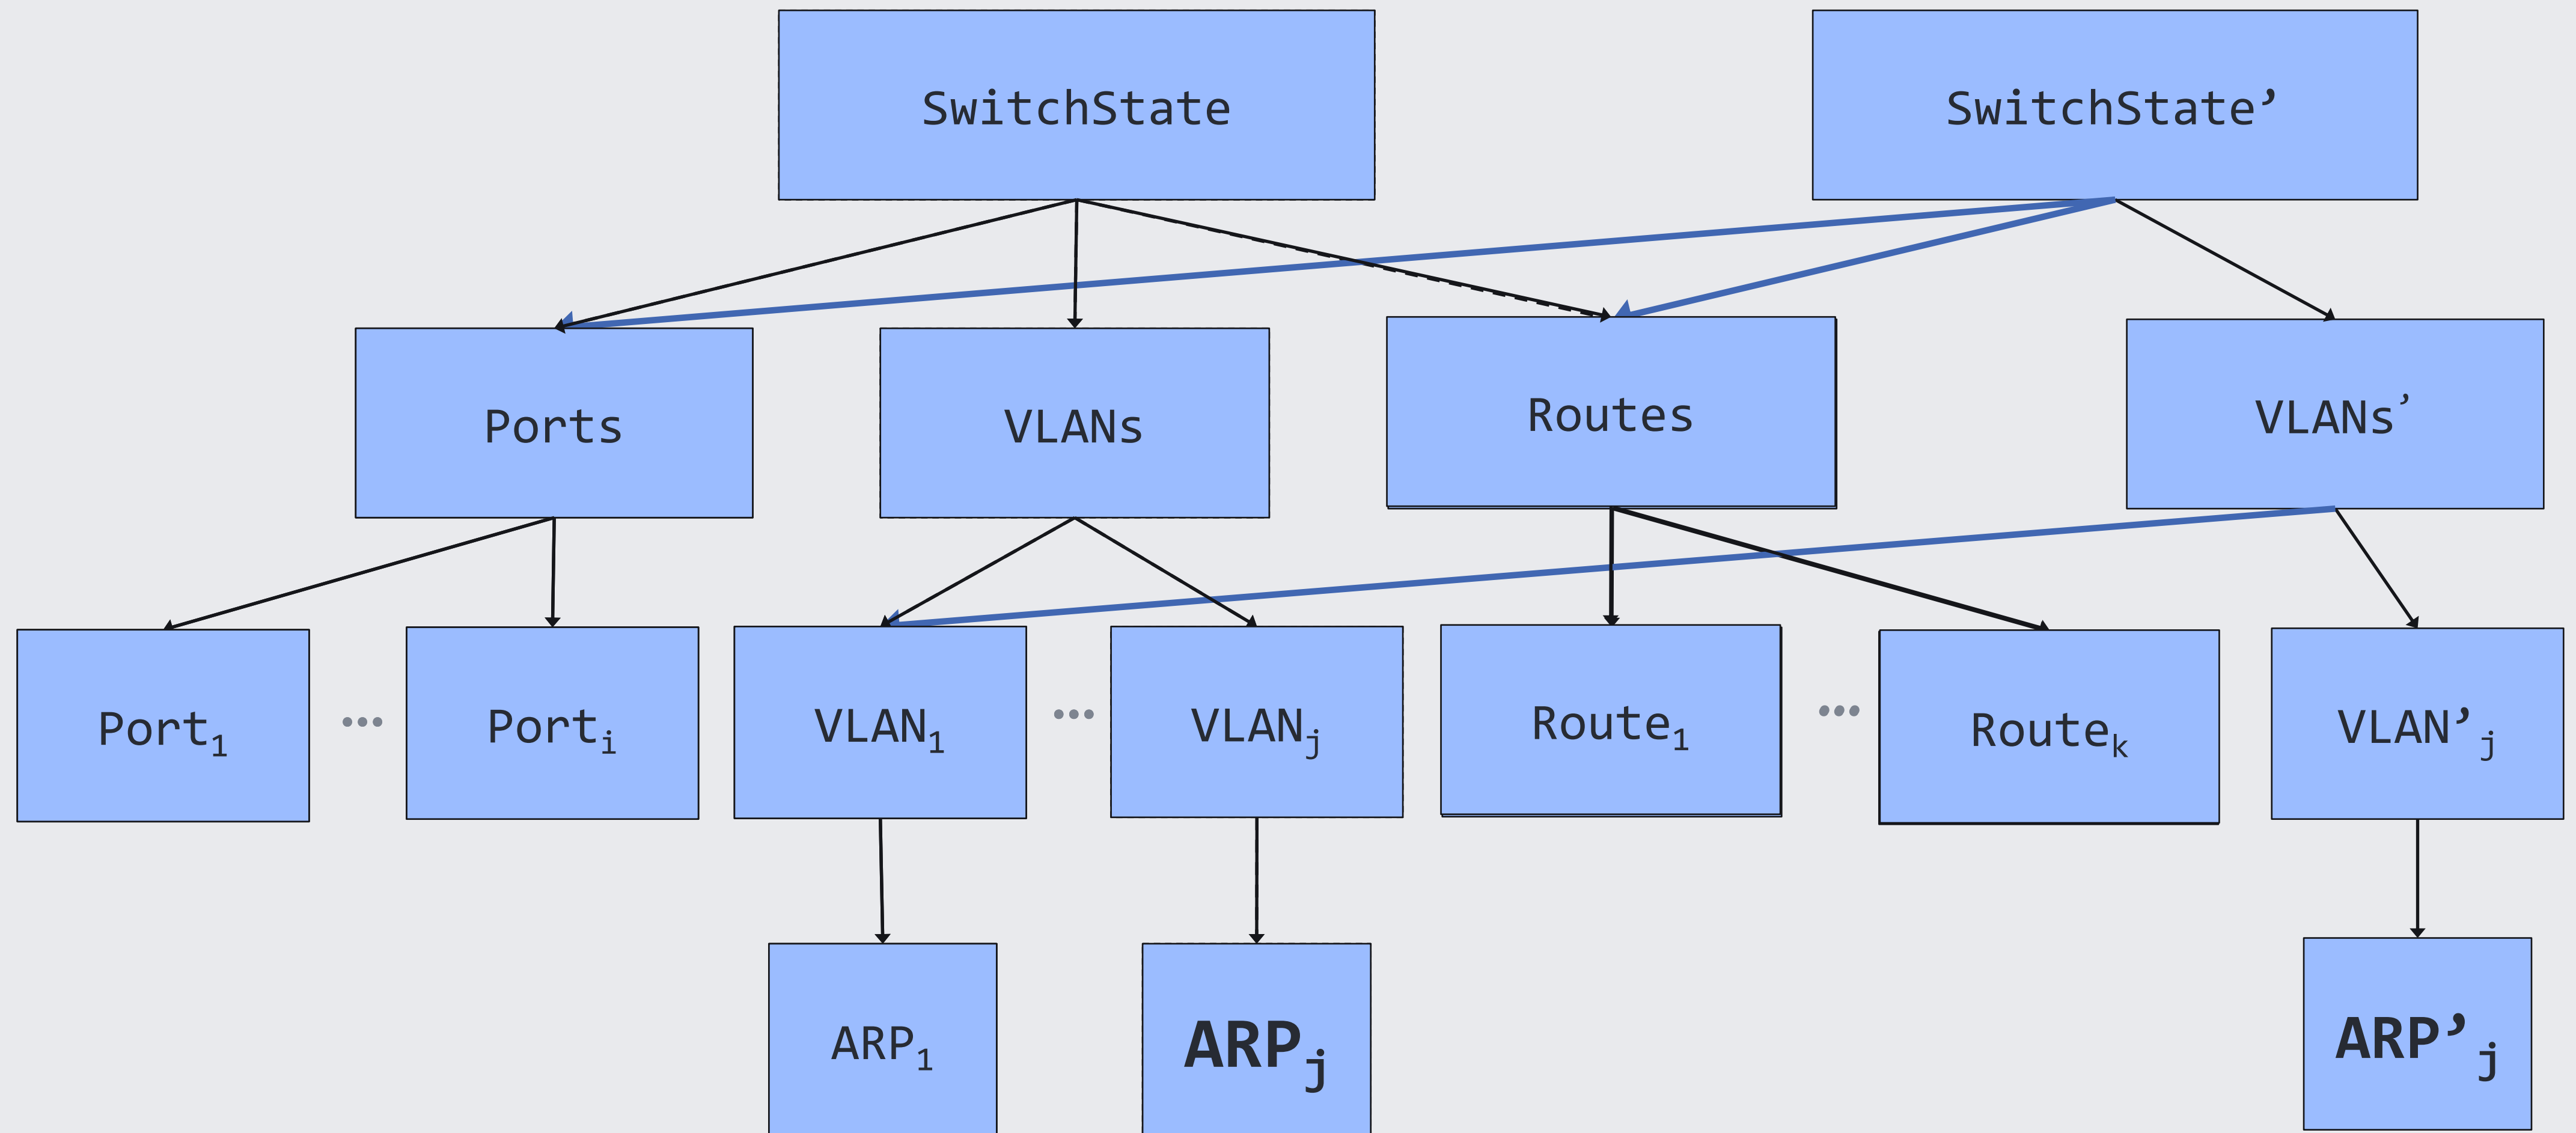 SwitchState
SwitchState’
Ports
VLANs
Routes
VLANs’
Port₁
...
Portᵢ
VLAN₁
...
VLANⱼ
Route₁
...
Routeₖ
VLAN’ⱼ
ARP₁
ARPⱼ
ARP’ⱼ